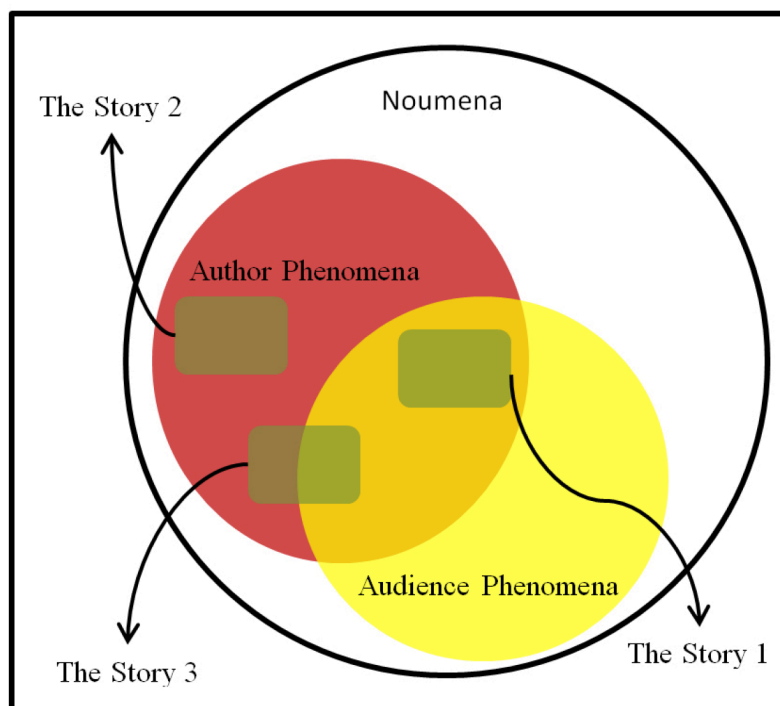 Noumena
The Story 2
Author Phenomena
Audience Phenomena
The Story 1
The Story 3